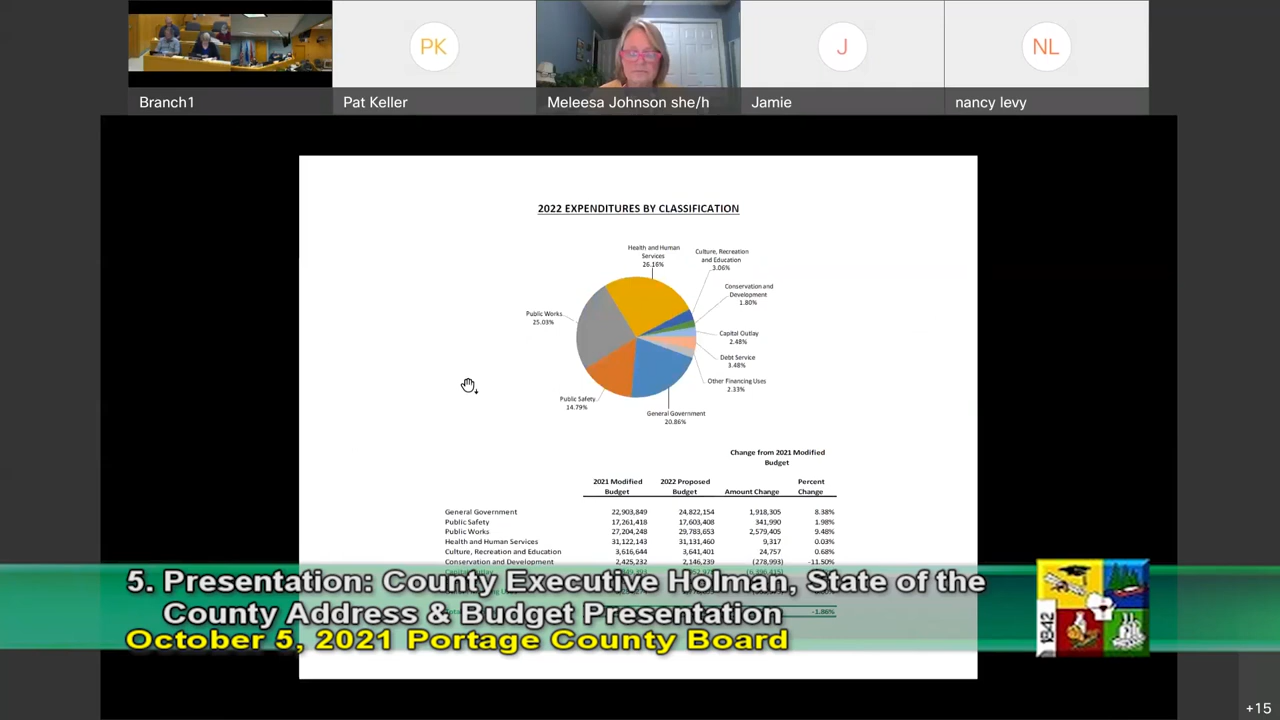 PK
J
NL
Branch1
Pat Keller
Meleesa Johnson she/h
Jamie
nancy levy
2022 EXPENDITURES BY CLASSIFICATION
Health and Human
Services
26.16%
Culture, Recreation
and Education
3.06%
Conservation and
Development
1.80%
Public Works
25.03%
Capital Outlay
2.48%
Debt Service
3.48%
Other Financing Uses
2.33%
Public Safety
14.79%
General Government
20.86%
Change from 2021 Modified
Budget
2021 Modified
Budget
2022 Proposed
Budget
Amount Change
Percent
Change
General Government 22,903,849 24,822,154 1,918,305 8.38%
Public Safety 17,261,418 17,603,408 341,990 1.98%
Public Works 27,204,248 29,783,653 2,579,405 9.48%
Health and Human Services 31,122,143 31,131,460 9,317 0.03%
Culture, Recreation and Education 3,616,644 3,641,401 24,757 0.68%
Conservation and Development 2,425,232 2,146,239 (278,993) -11.50%
-1.86%
5. Presentation: County Executive Holman, State of the
County Address & Budget Presentation
October 5, 2021 Portage County Board
1842
+15